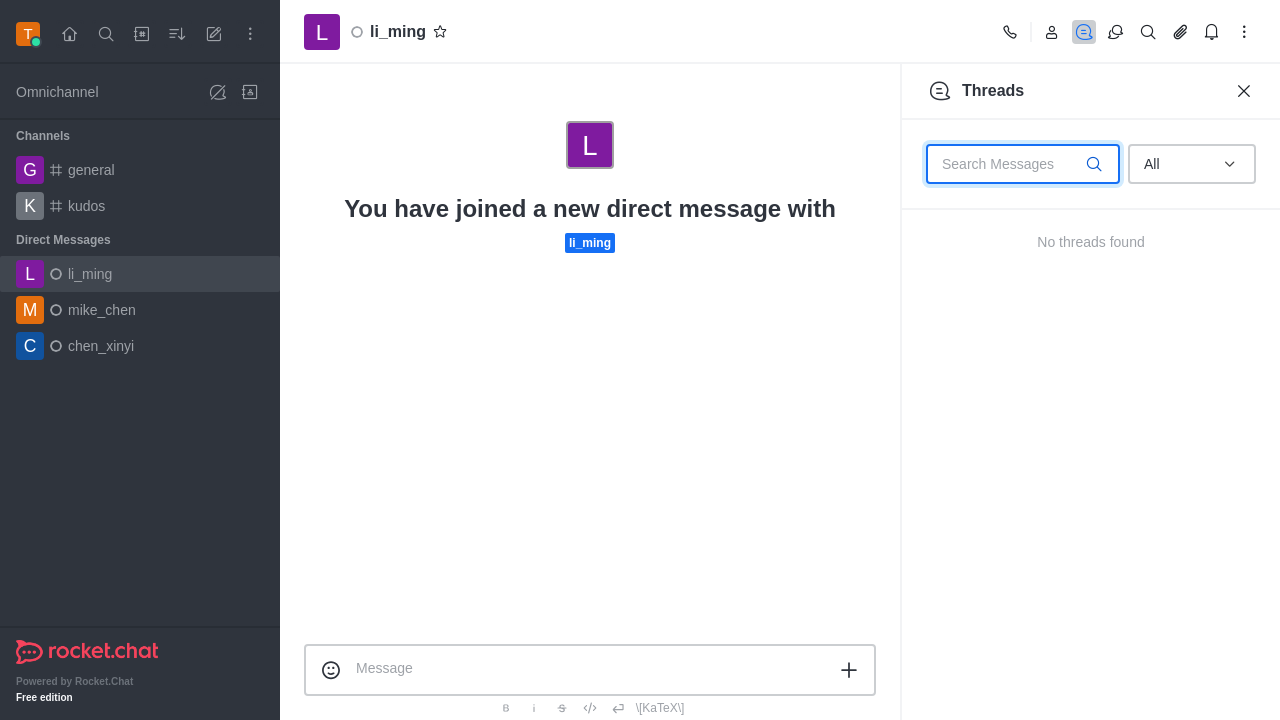 T
Omnichannel
Channels
G general
K kudos
Direct Messages
L li_ming
M mike_chen
C chen_xinyi
rocket.chat
Powered by Rocket.Chat
Free edition
L li_ming
L
You have joined a new direct message with
li_ming
Message
B i S \[KaTeX\]
Threads
Search Messages
All
No threads found